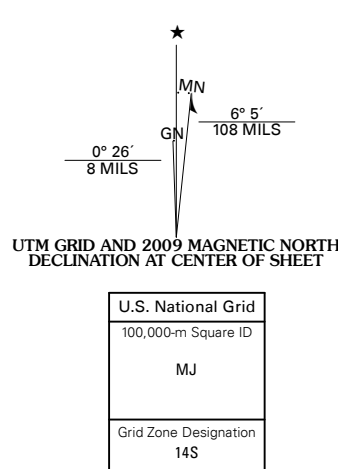 ★
MN
6° 5´
108 MILS
GN
0° 26´
8 MILS
UTM GRID AND 2009 MAGNETIC NORTH
DECLINATION AT CENTER OF SHEET
U.S. National Grid
100,000-m Square ID
MJ
Grid Zone Designation
14S